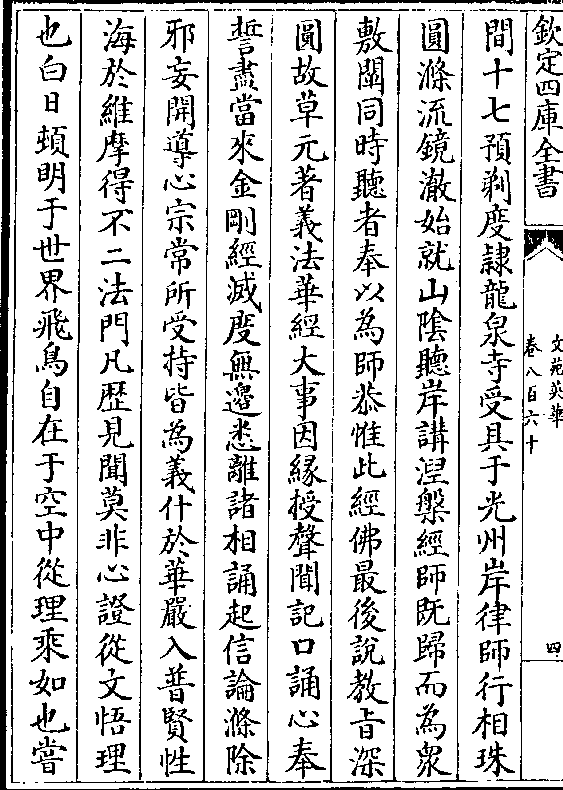 欽定四庫全書
文苑英華
卷八百六十
四
間十七預剃度隷龍泉寺受具于光州岸律師行相珠
圓滌流鏡澈始就山陰聽岸講湼槃經師既歸而為衆
敷闡同時聽者奉以為師恭惟此經佛最後說教㫖深
圓故草元著義法華經大事因緣授聲聞記口誦心奉
誓盡當來金剛經滅度無邉悉離諸相誦起信論滌除
邪妄開導心宗常所受持皆為義什於華嚴入普賢性
海於維摩得不二法門凡歴見聞莫非心證從文悟理
也白日頓明于世界飛鳥自在于空中從理乘如也嘗